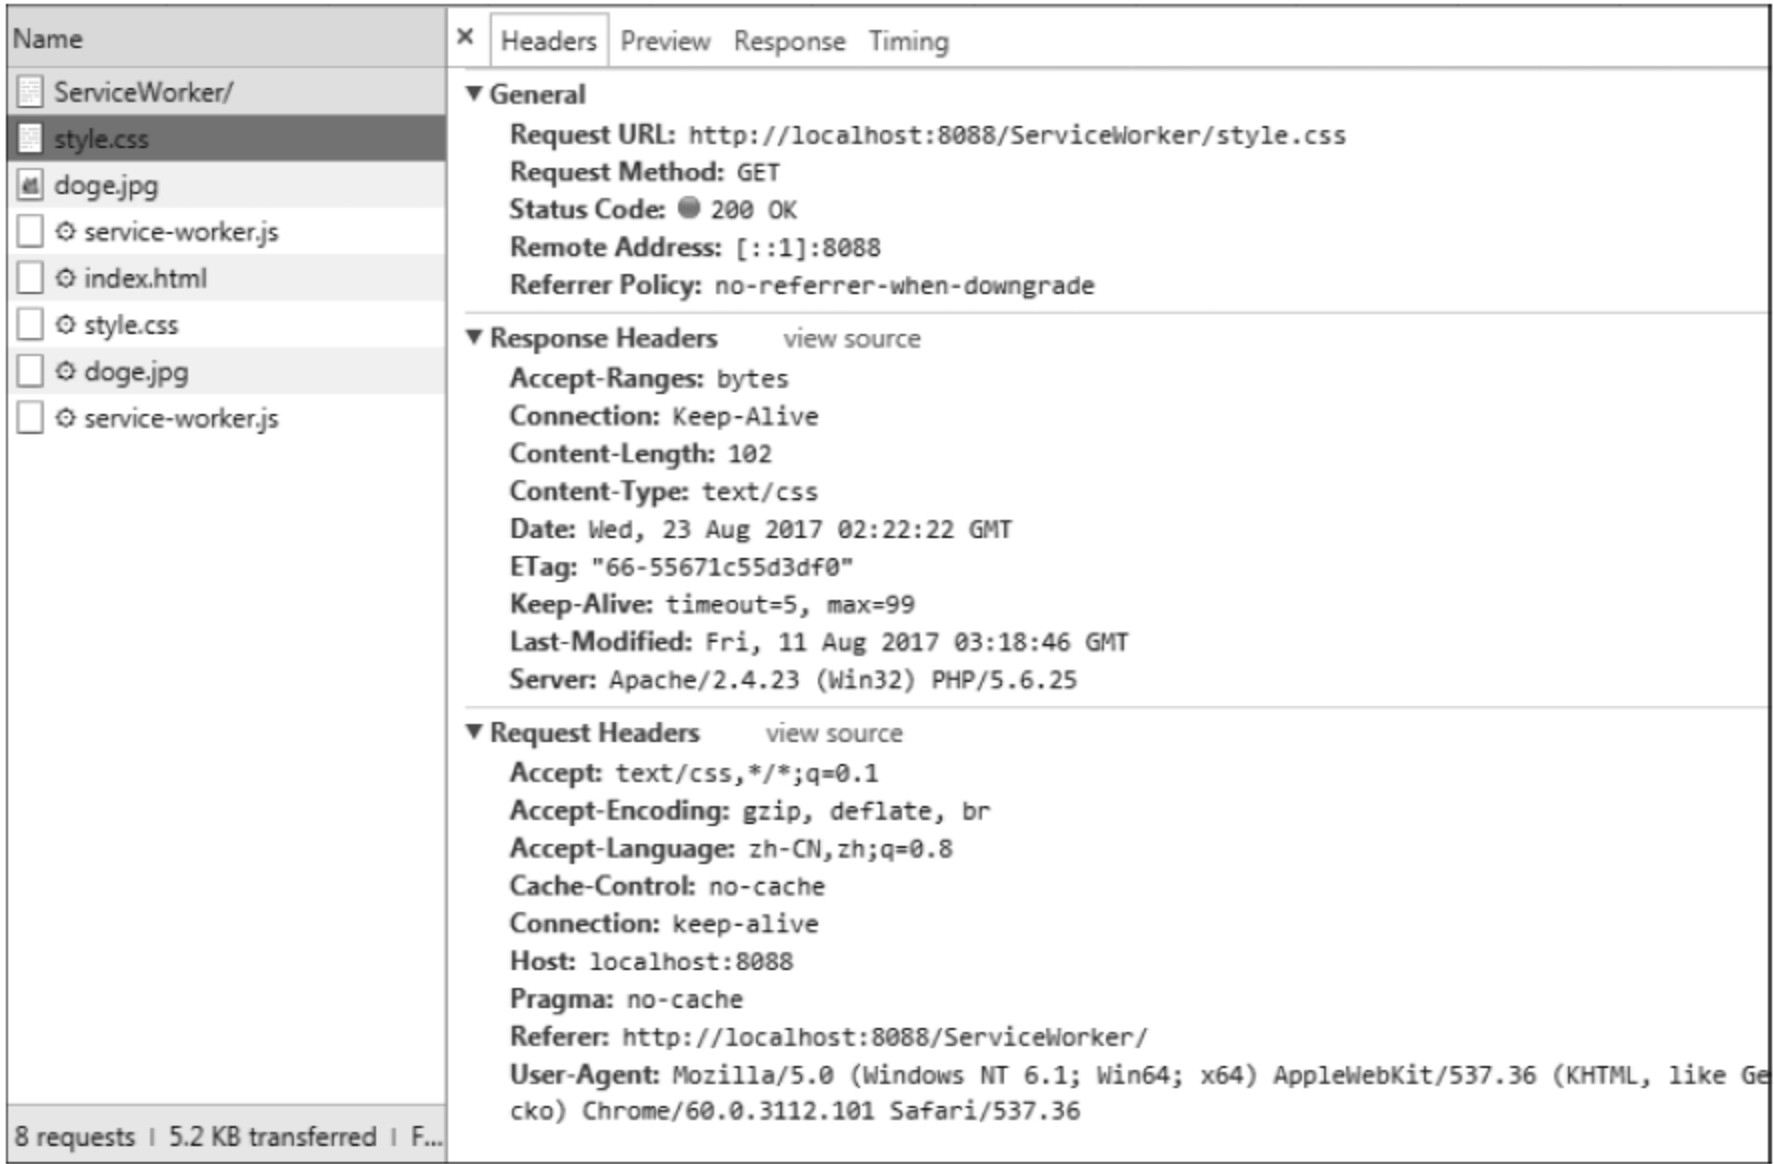 Name
ServiceWorker/
style.css
doge.jpg
service-worker.js
index.html
style.css
doge.jpg
service-worker.js
8 requests | 5.2 KB transferred | F...
× Headers Preview Response Timing
▼ General
Request URL: http://localhost:8088/ServiceWorker/style.css
Request Method: GET
Status Code: 200 OK
Remote Address: [::1]:8088
Referrer Policy: no-referrer-when-downgrade
▼ Response Headers view source
Accept-Ranges: bytes
Connection: Keep-Alive
Content-Length: 102
Content-Type: text/css
Date: Wed, 23 Aug 2017 02:22:22 GMT
ETag: "66-55671c55d3df0"
Keep-Alive: timeout=5, max=99
Last-Modified: Fri, 11 Aug 2017 03:18:46 GMT
Server: Apache/2.4.23 (Win32) PHP/5.6.25
▼ Request Headers view source
Accept: text/css,*/*;q=0.1
Accept-Encoding: gzip, deflate, br
Accept-Language: zh-CN,zh;q=0.8
Cache-Control: no-cache
Connection: keep-alive
Host: localhost:8088
Pragma: no-cache
Referer: http://localhost:8088/ServiceWorker/
User-Agent: Mozilla/5.0 (Windows NT 6.1; Win64; x64) AppleWebKit/537.36 (KHTML, like Ge
cko) Chrome/60.0.3112.101 Safari/537.36